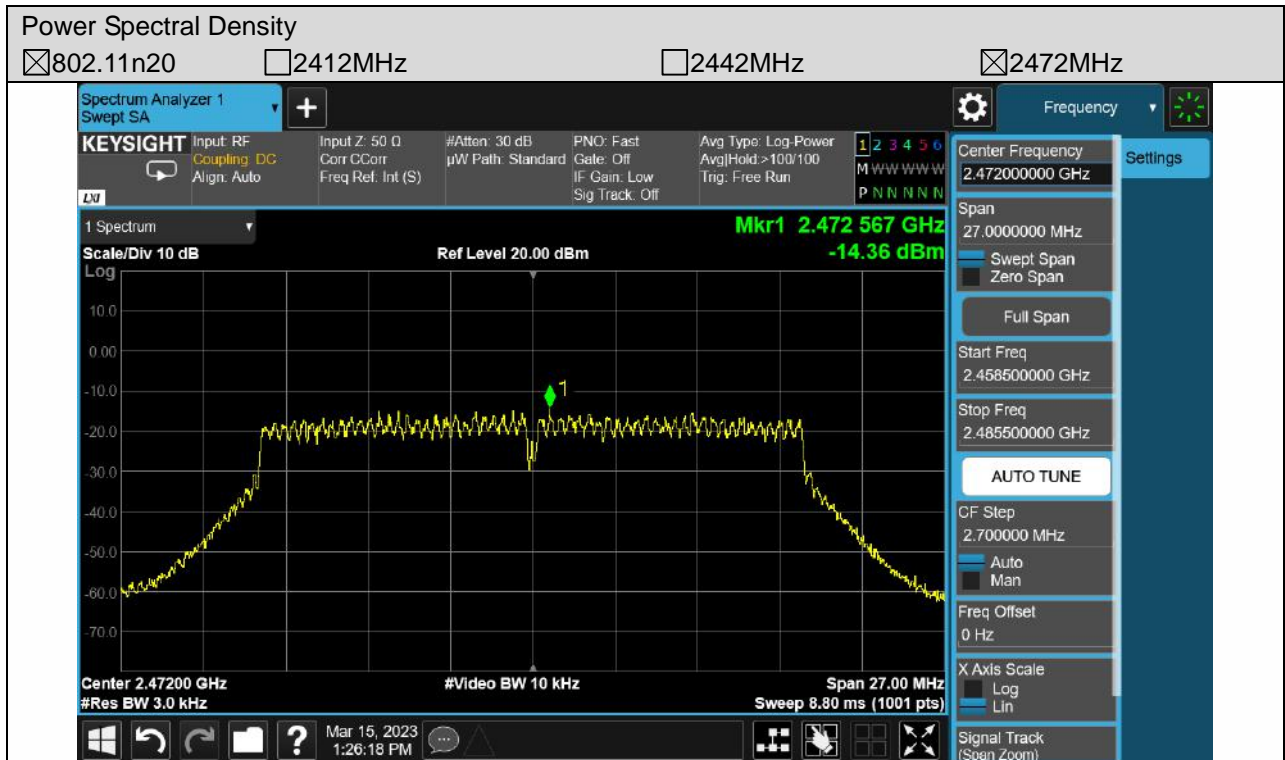 Power Spectral Density
☒802.11n20 ☐2412MHz ☐2442MHz ☒2472MHz
Spectrum Analyzer 1
Swept SA
+
Frequency
KEYSIGHT
LXI
Input: RF
Coupling: DC
Align: Auto
Input Z: 50 Ω
Corr CCorr
Freq Ref: Int (S)
#Atten: 30 dB
µW Path: Standard
PNO: Fast
Gate: Off
IF Gain: Low
Sig Track: Off
Avg Type: Log-Power
Avg|Hold:>100/100
Trig: Free Run
1 2 3 4 5 6
M W W W W W
P N N N N N
1 Spectrum
Mkr1 2.472 567 GHz
Scale/Div 10 dB
Ref Level 20.00 dBm
-14.36 dBm
Log
10.0
0.00
-10.0
-20.0
-30.0
-40.0
-50.0
-60.0
-70.0
1
Center 2.47200 GHz
#Video BW 10 kHz
Span 27.00 MHz
#Res BW 3.0 kHz
Sweep 8.80 ms (1001 pts)
Center Frequency
2.472000000 GHz
Settings
Span
27.0000000 MHz
Swept Span
Zero Span
Full Span
Start Freq
2.458500000 GHz
Stop Freq
2.485500000 GHz
AUTO TUNE
CF Step
2.700000 MHz
Auto
Man
Freq Offset
0 Hz
X Axis Scale
Log
Lin
Signal Track
(Span Zoom)
?
Mar 15, 2023
1:26:18 PM